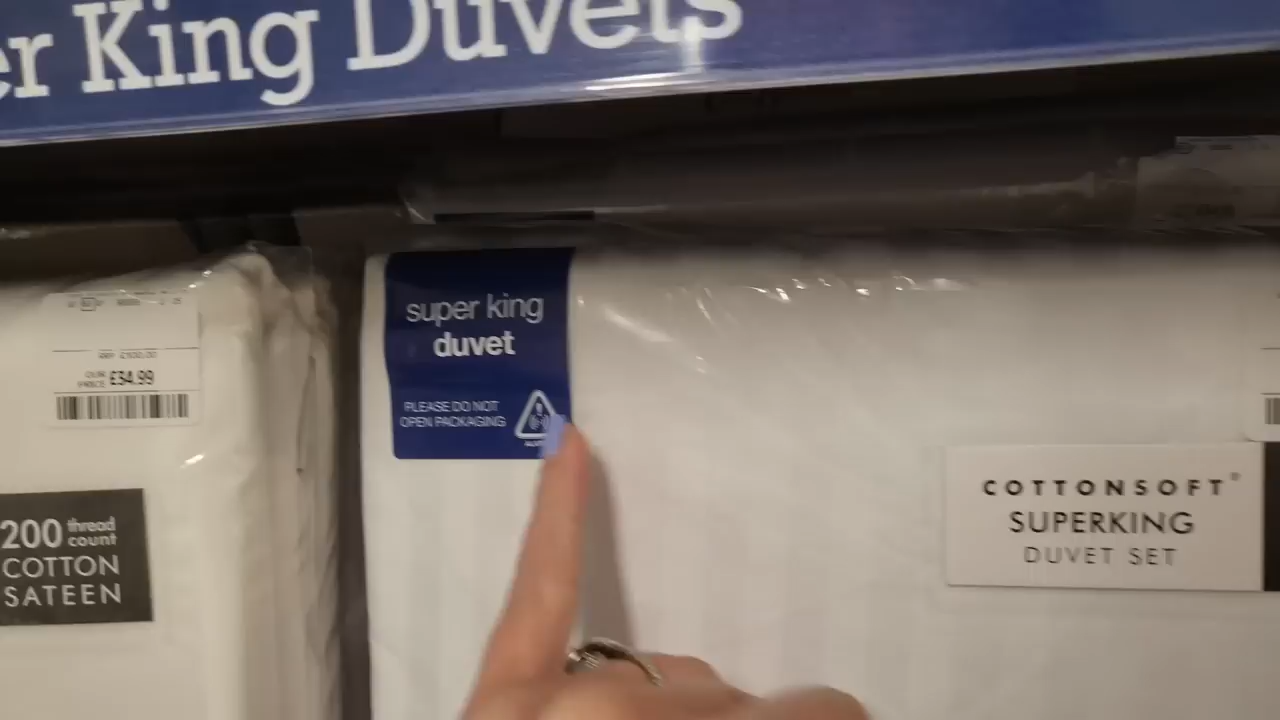 er King Duvets
super king
duvet
PLEASE DO NOT
OPEN PACKAGING
OUR
PRICE £34.99
200 thread
count
COTTON
SATEEN
COTTONSOFT®
SUPERKING
DUVET SET